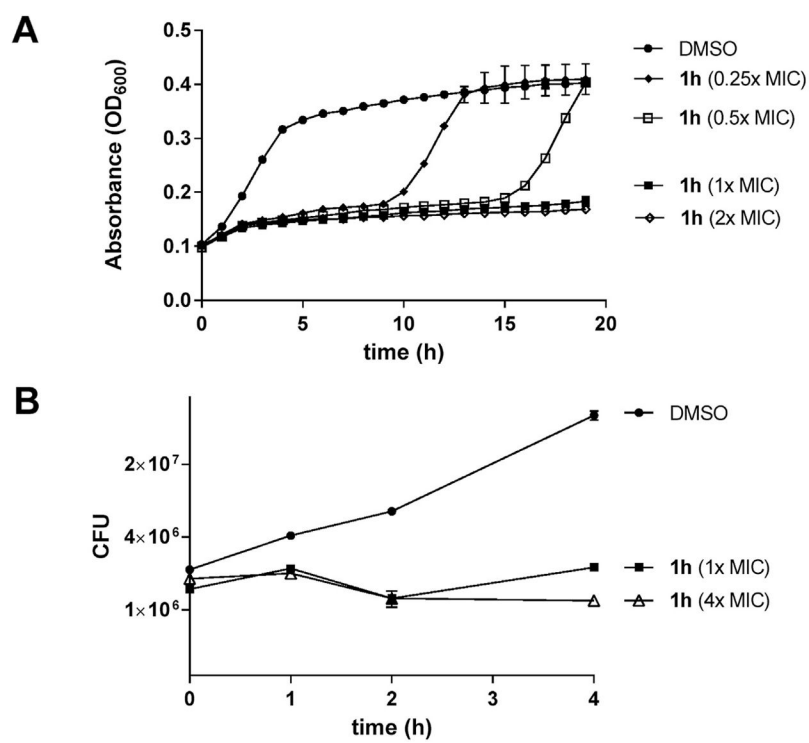 A
Absorbance (OD600)
0.5
0.4
0.3
0.2
0.1
0.0
0 5 10 15 20
time (h)
DMSO
1h (0.25x MIC)
1h (0.5x MIC)
1h (1x MIC)
1h (2x MIC)
B
CFU
2×10⁷
4×10⁶
1×10⁶
0 1 2 3 4
time (h)
DMSO
1h (1x MIC)
1h (4x MIC)